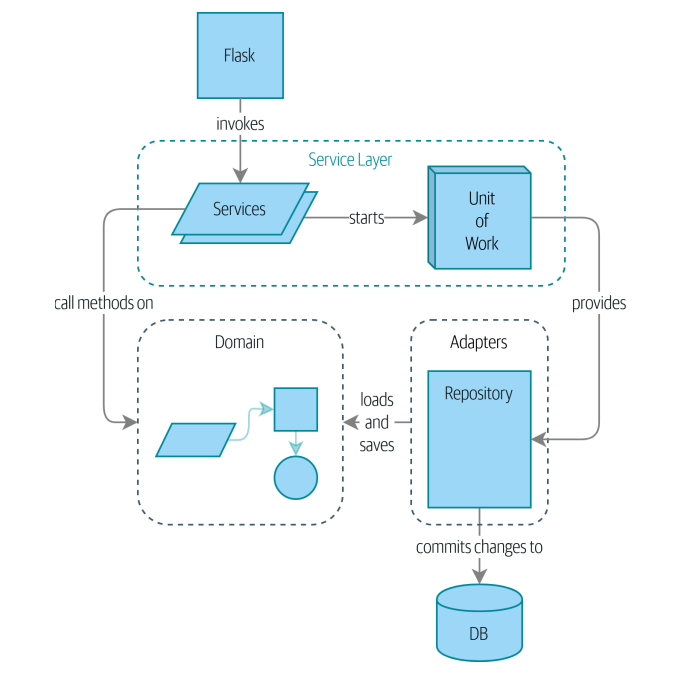 Flask
invokes
Service Layer
Services
starts
Unit
of
Work
call methods on
provides
Domain
Adapters
Repository
loads
and
saves
commits changes to
DB